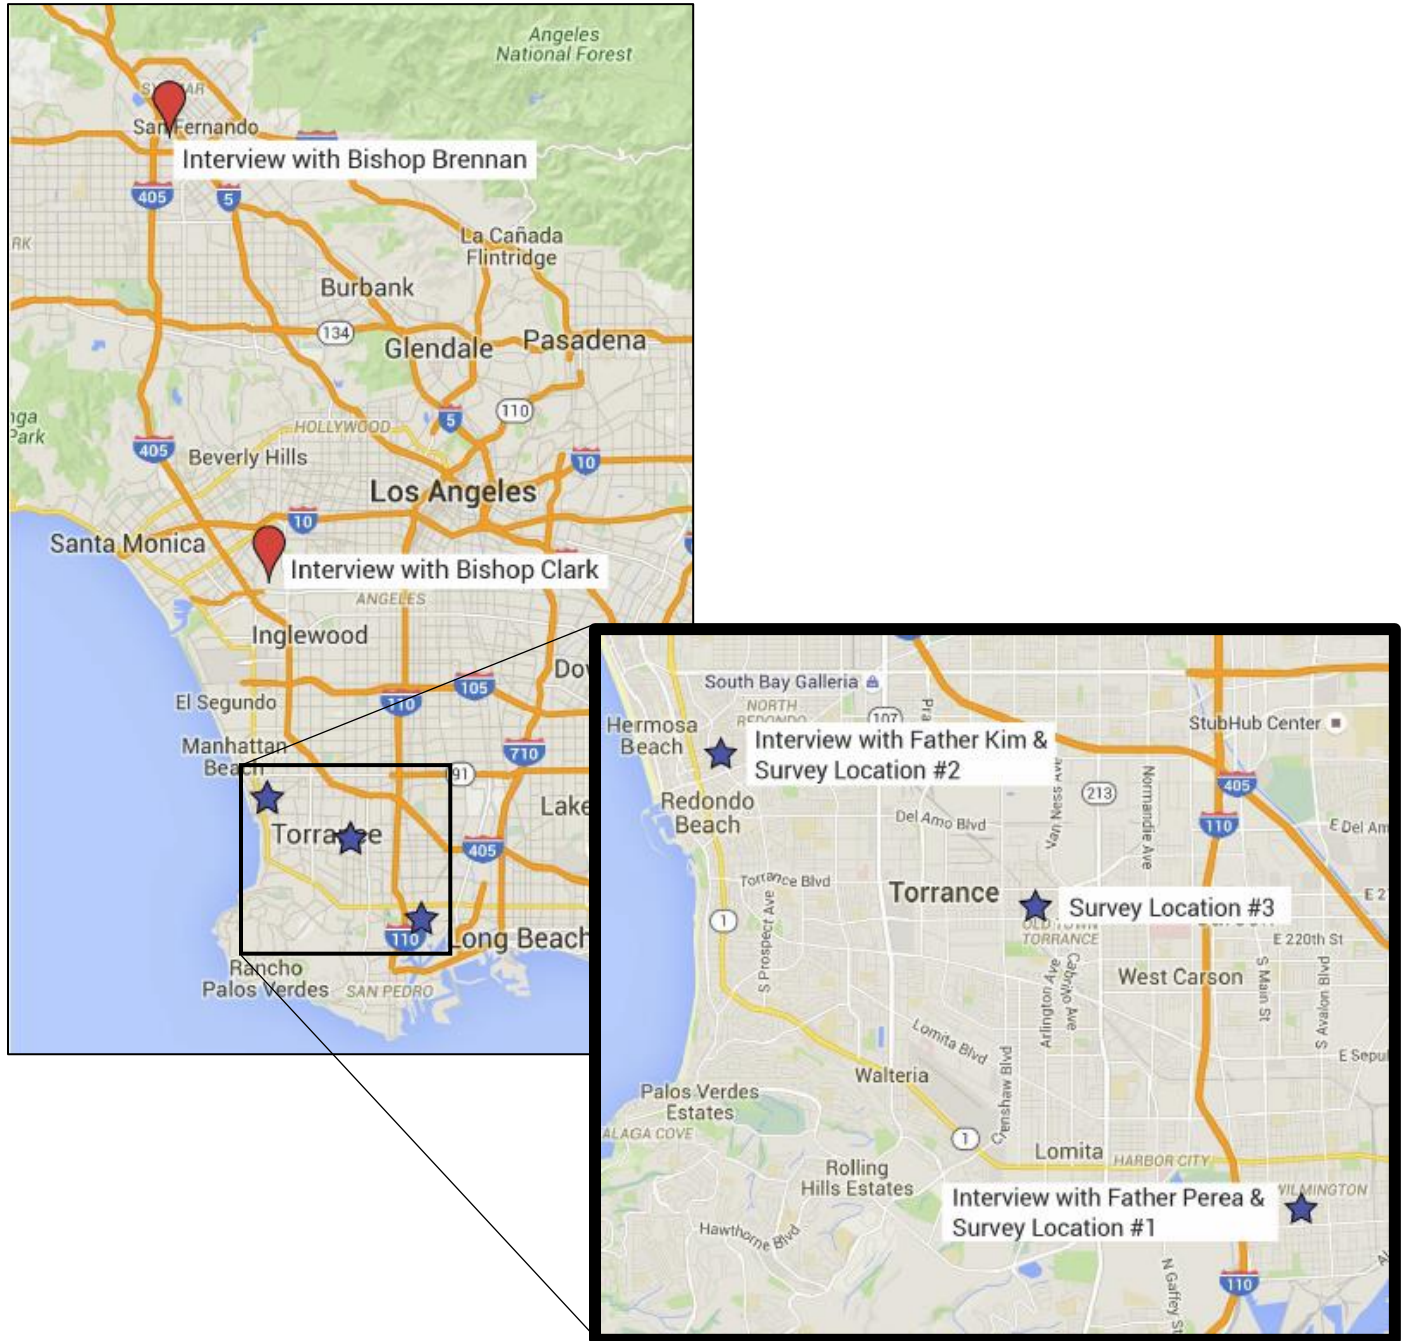 Angeles
National Forest
San Fernando
Interview with Bishop Brennan
405
5
La Cañada
Flintridge
RK
Burbank
134
Glendale
Pasadena
110
5
HOLLYWOOD
Park
405
Beverly Hills
10
Los Angeles
10
Santa Monica
Interview with Bishop Clark
ANGELES
Inglewood
105
110
El Segundo
710
Manhattan
Beach
91
Lake
Torrance
405
110
Long Beach
Rancho
Palos Verdes
SAN PEDRO
South Bay Galleria
NORTH
REDONDO
107
StubHub Center
Hermosa
Beach
Interview with Father Kim &
Survey Location #2
405
Redondo
Beach
213
Van Ness Ave
Normandie Ave
110
Del Amo Blvd
E Del Am
Torrance Blvd
Torrance
Survey Location #3
1
S Prospect Ave
OLD TOWN
TORRANCE
E 220th St
West Carson
Arlington Ave
Cabrillo Ave
S Main St
S Avalon Blvd
Lomita Blvd
E Sepul
Walteria
Crenshaw Blvd
Palos Verdes
Estates
ALAGA COVE
1
Lomita
HARBOR CITY
Rolling
Hills Estates
WILMINGTON
Interview with Father Perea &
Survey Location #1
Hawthorne Blvd
N Gaffey St
110